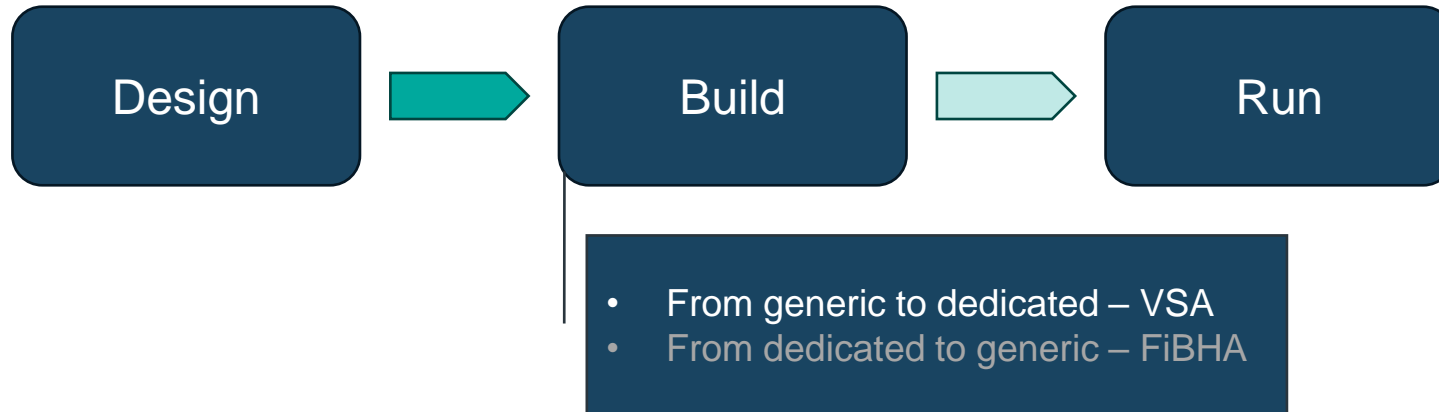 Design
Build
Run
• From generic to dedicated – VSA
• From dedicated to generic – FiBHA